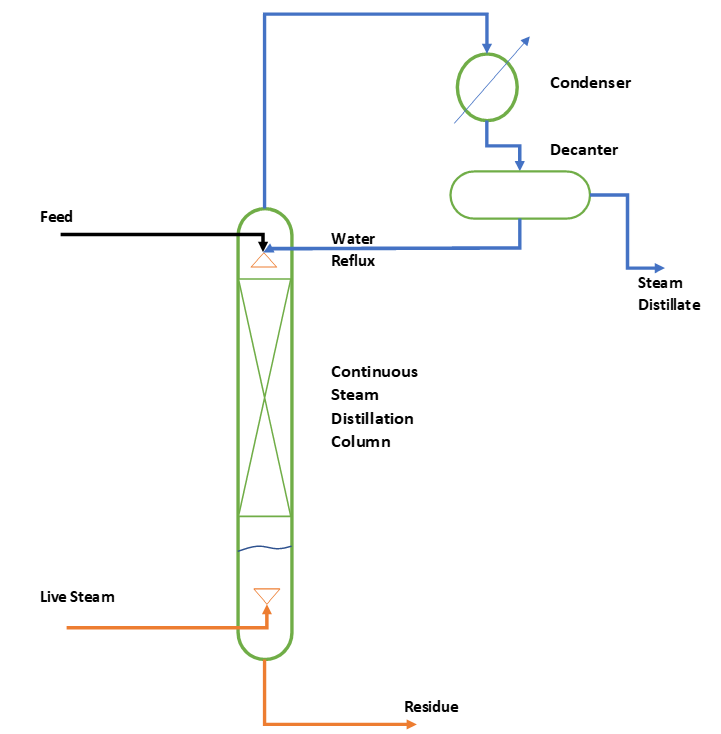 Condenser
Decanter
Feed
Water
Reflux
Steam
Distillate
Continuous
Steam
Distillation
Column
Live Steam
Residue